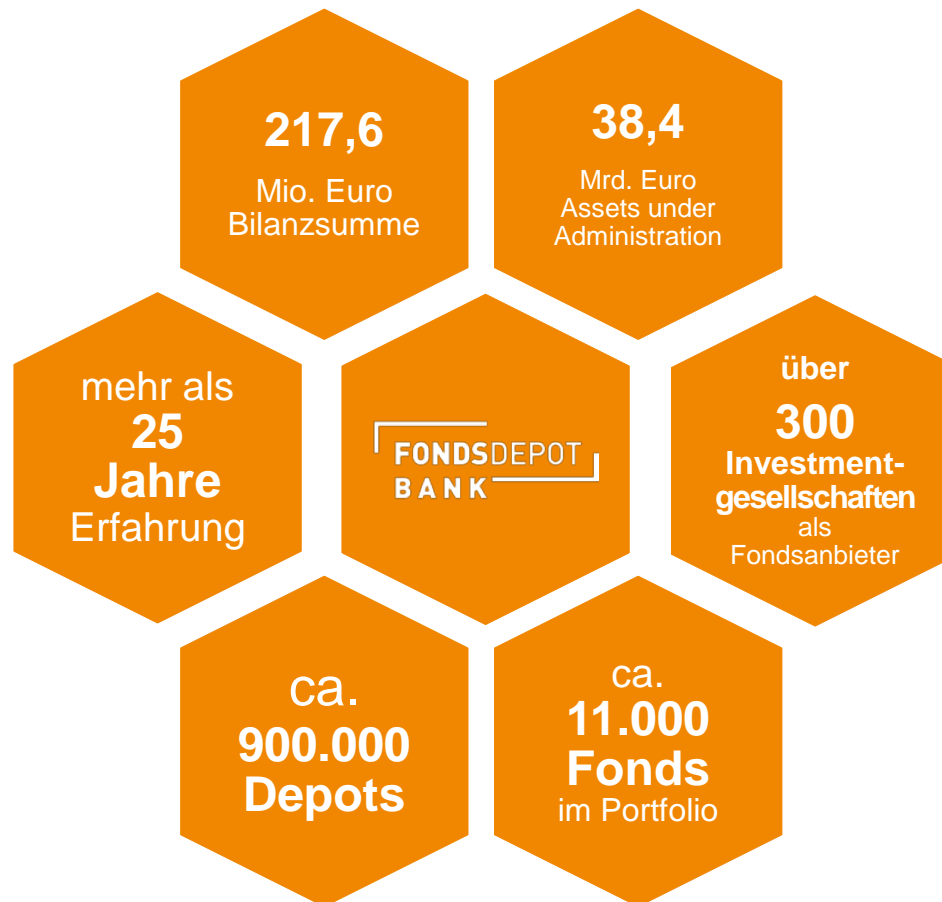 217,6
Mio. Euro
Bilanzsumme
38,4
Mrd. Euro
Assets under
Administration
mehr als
25
Jahre
Erfahrung
FONDSDEPOT
BANK
über
300
Investment-
gesellschaften
als
Fondsanbieter
ca.
900.000
Depots
ca.
11.000
Fonds
im Portfolio